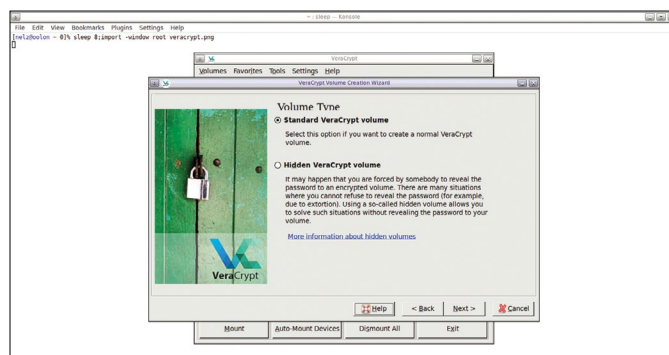 ~ : sleep — Konsole
File Edit View Bookmarks Plugins Settings Help
[nelz@oolon ~ 0]% sleep 8;import -window root veracrypt.png
VeraCrypt
Volumes Favorites Tools Settings Help
VeraCrypt Volume Creation Wizard
Volume Type
Standard VeraCrypt volume
Select this option if you want to create a normal VeraCrypt
volume.
Hidden VeraCrypt volume
It may happen that you are forced by somebody to reveal the
password to an encrypted volume. There are many situations
where you cannot refuse to reveal the password (for example,
due to extortion). Using a so-called hidden volume allows you
to solve such situations without revealing the password to your
volume.
More information about hidden volumes
VeraCrypt
Help < Back Next > Cancel
Mount Auto-Mount Devices Dismount All Exit